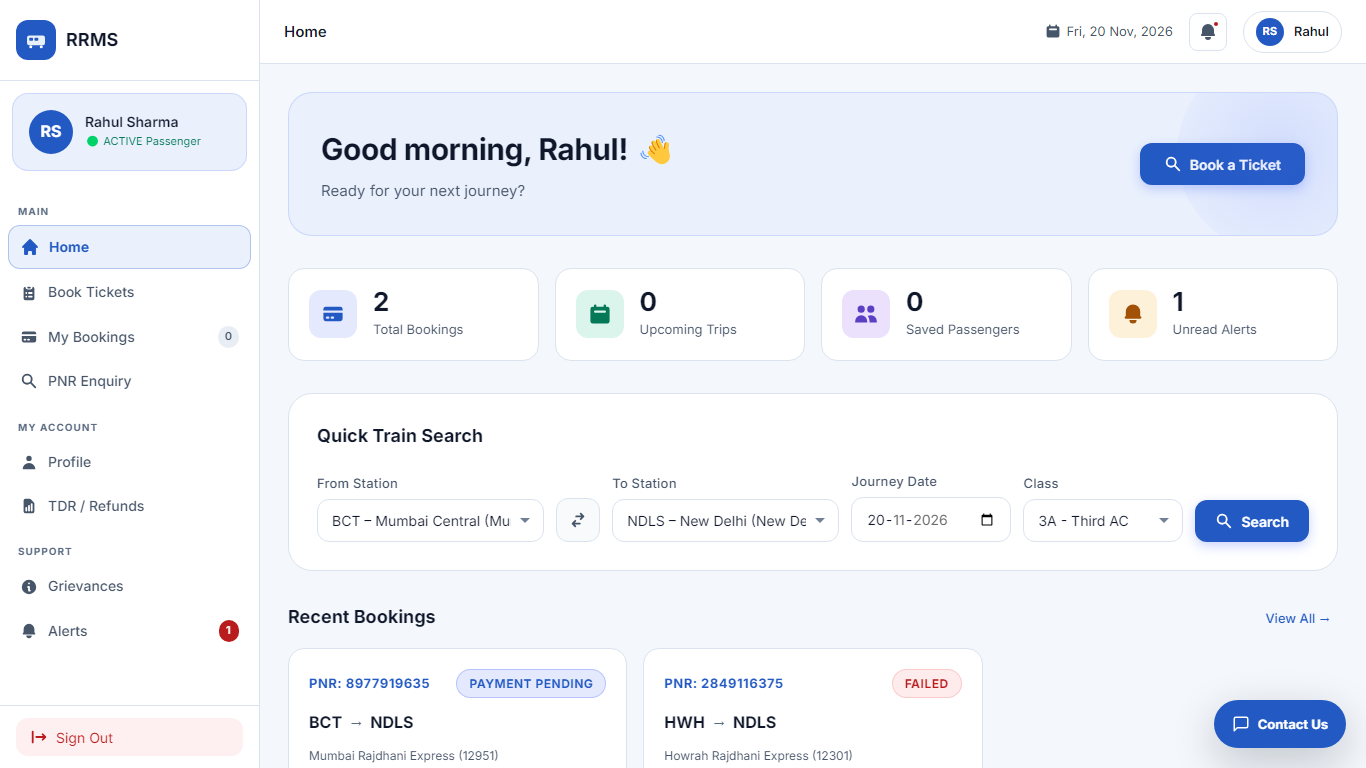 RRMS
RS
Rahul Sharma
ACTIVE Passenger
MAIN
Home
Book Tickets
My Bookings 0
PNR Enquiry
MY ACCOUNT
Profile
TDR / Refunds
SUPPORT
Grievances
Alerts 1
Sign Out
Home
Fri, 20 Nov, 2026
RS Rahul
Good morning, Rahul! 👋
Ready for your next journey?
Book a Ticket
2
Total Bookings
0
Upcoming Trips
0
Saved Passengers
1
Unread Alerts
Quick Train Search
From Station
BCT – Mumbai Central (Mu
To Station
NDLS – New Delhi (New De
Journey Date
20-11-2026
Class
3A - Third AC
Search
Recent Bookings
View All →
PNR: 8977919635 PAYMENT PENDING
BCT → NDLS
Mumbai Rajdhani Express (12951)
PNR: 2849116375 FAILED
HWH → NDLS
Howrah Rajdhani Express (12301)
Contact Us